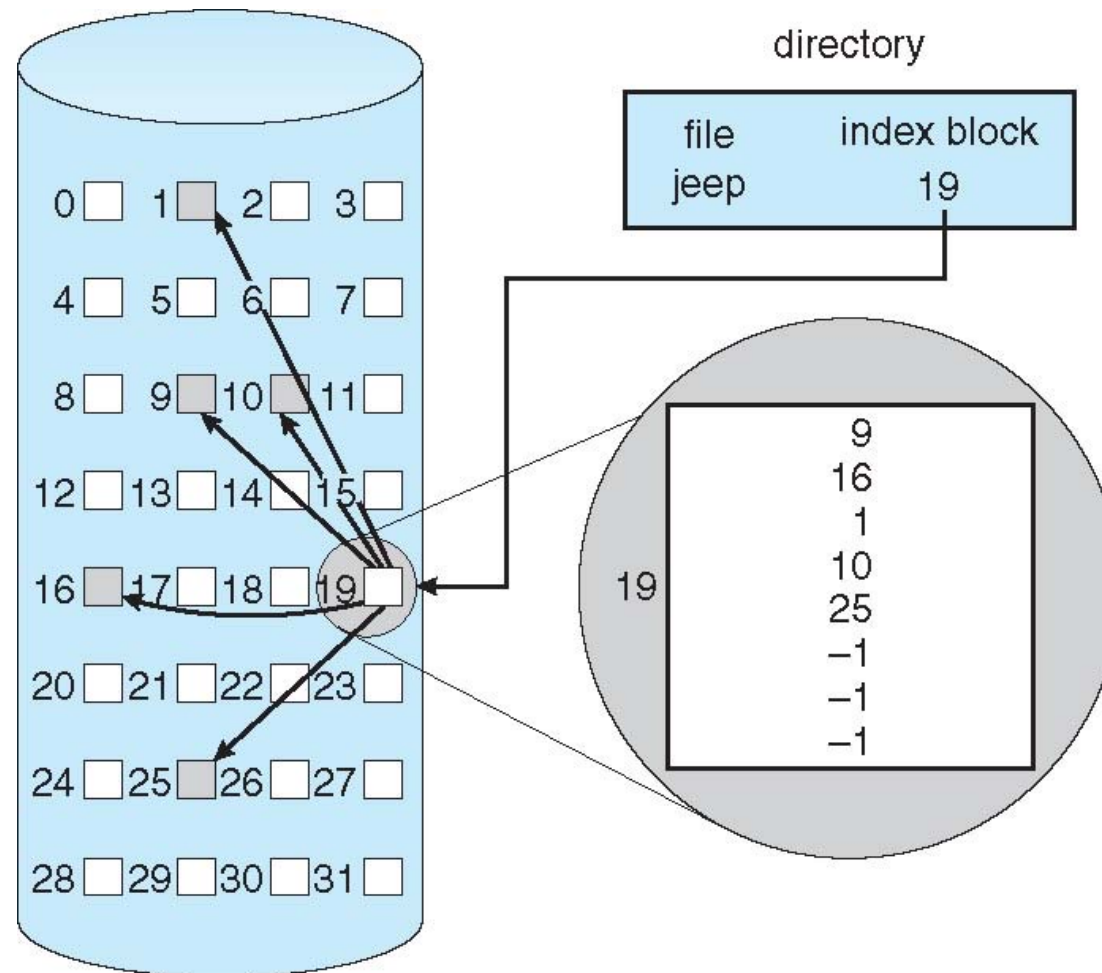 directory
file index block
jeep 19
0 1 2 3
4 5 6 7
8 9 10 11
12 13 14 15
16 17 18 19
20 21 22 23
24 25 26 27
28 29 30 31
19
9
16
1
10
25
–1
–1
–1